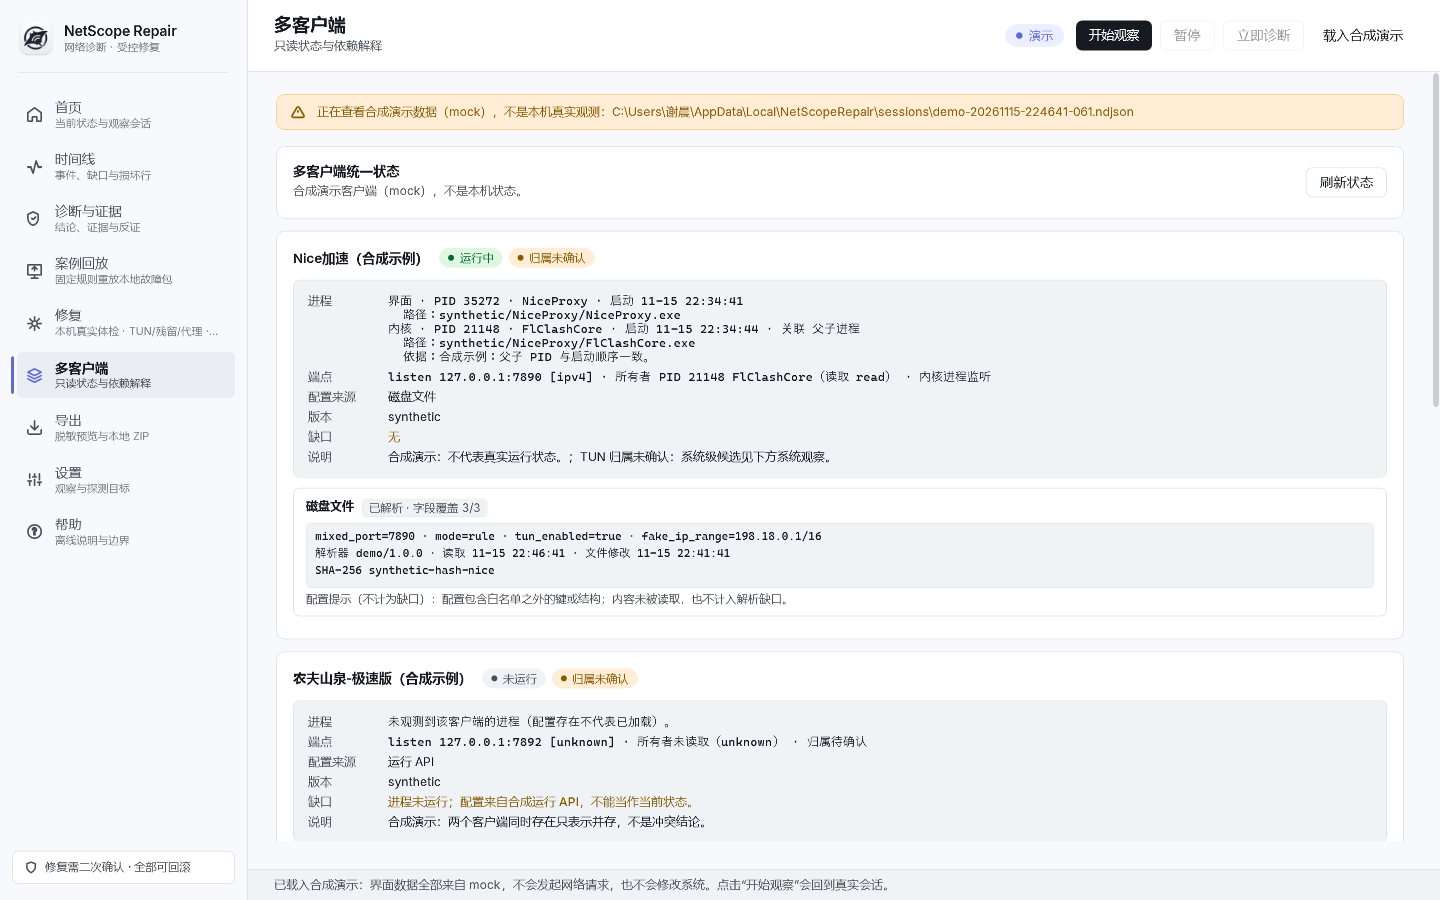 NetScope Repair
网络诊断 · 受控修复
首页
当前状态与观察会话
时间线
事件、缺口与损坏行
诊断与证据
结论、证据与反证
案例回放
固定规则重放本地故障包
修复
本机真实体检 · TUN/残留/代理 ·...
多客户端
只读状态与依赖解释
导出
脱敏预览与本地 ZIP
设置
观察与探测目标
帮助
离线说明与边界
修复需二次确认 · 全部可回滚
多客户端
只读状态与依赖解释
演示
开始观察
暂停
立即诊断
载入合成演示
正在查看合成演示数据（mock），不是本机真实观测：C:\Users\谢晨\AppData\Local\NetScopeRepair\sessions\demo-20261115-224641-061.ndjson
多客户端统一状态
合成演示客户端（mock），不是本机状态。
刷新状态
Nice加速（合成示例） 运行中 归属未确认
进程 界面 · PID 35272 · NiceProxy · 启动 11-15 22:34:41
路径：synthetic/NiceProxy/NiceProxy.exe
内核 · PID 21148 · FlClashCore · 启动 11-15 22:34:44 · 关联 父子进程
路径：synthetic/NiceProxy/FlClashCore.exe
依据：合成示例：父子 PID 与启动顺序一致。
端点 listen 127.0.0.1:7890 [ipv4] · 所有者 PID 21148 FlClashCore（读取 read） · 内核进程监听
配置来源 磁盘文件
版本 synthetic
缺口 无
说明 合成演示：不代表真实运行状态。；TUN 归属未确认：系统级候选见下方系统观察。
磁盘文件 已解析 · 字段覆盖 3/3
mixed_port=7890 · mode=rule · tun_enabled=true · fake_ip_range=198.18.0.1/16
解析器 demo/1.0.0 · 读取 11-15 22:46:41 · 文件修改 11-15 22:41:41
SHA-256 synthetic-hash-nice
配置提示（不计为缺口）：配置包含白名单之外的键或结构；内容未被读取，也不计入解析缺口。
农夫山泉-极速版（合成示例） 未运行 归属未确认
进程 未观测到该客户端的进程（配置存在不代表已加载）。
端点 listen 127.0.0.1:7892 [unknown] · 所有者未读取（unknown） · 归属待确认
配置来源 运行 API
版本 synthetic
缺口 进程未运行；配置来自合成运行 API，不能当作当前状态。
说明 合成演示：两个客户端同时存在只表示并存，不是冲突结论。
已载入合成演示：界面数据全部来自 mock，不会发起网络请求，也不会修改系统。点击“开始观察”会回到真实会话。